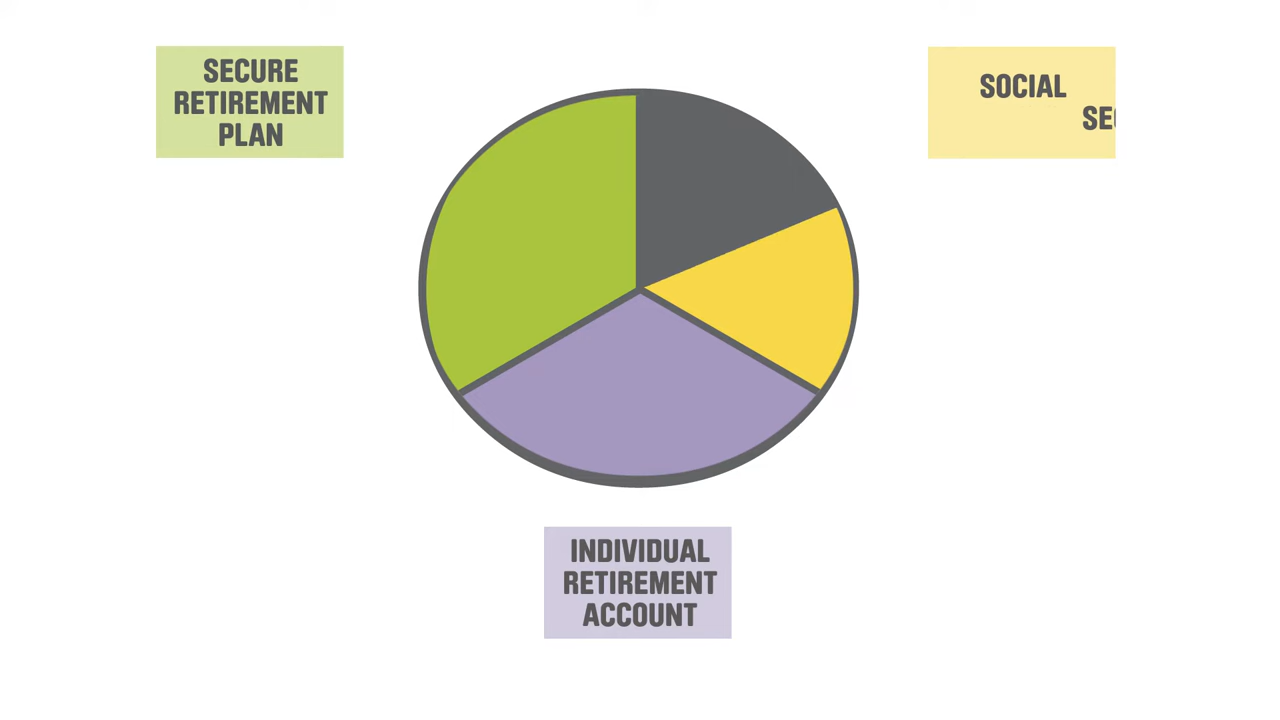 SECURE
RETIREMENT
PLAN
SOCIAL
INDIVIDUAL
RETIREMENT
ACCOUNT